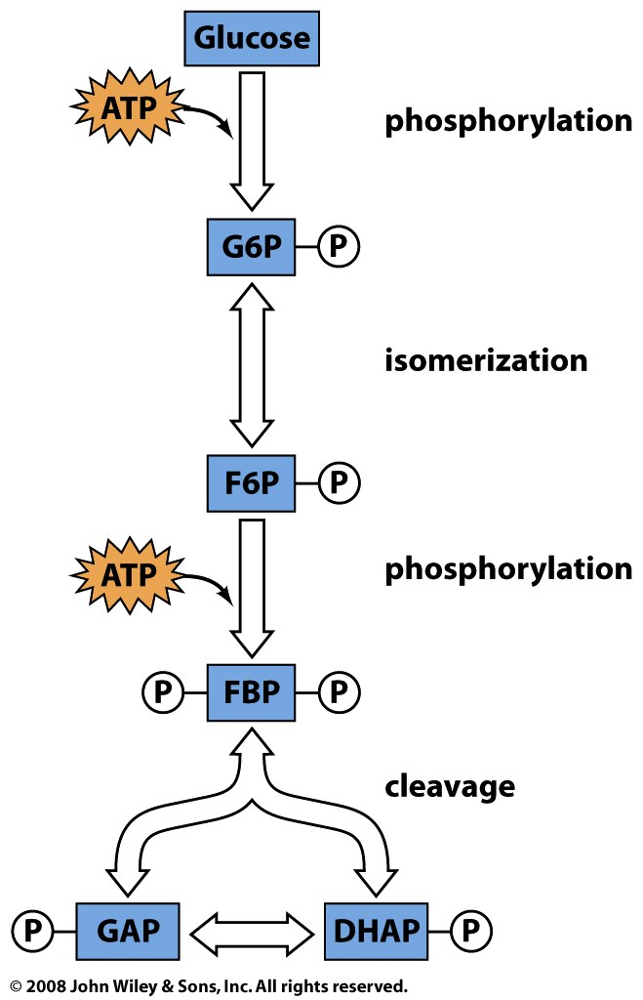 Glucose
ATP
phosphorylation
G6P P
isomerization
F6P P
ATP
phosphorylation
P FBP P
cleavage
P GAP DHAP P
© 2008 John Wiley & Sons, Inc. All rights reserved.